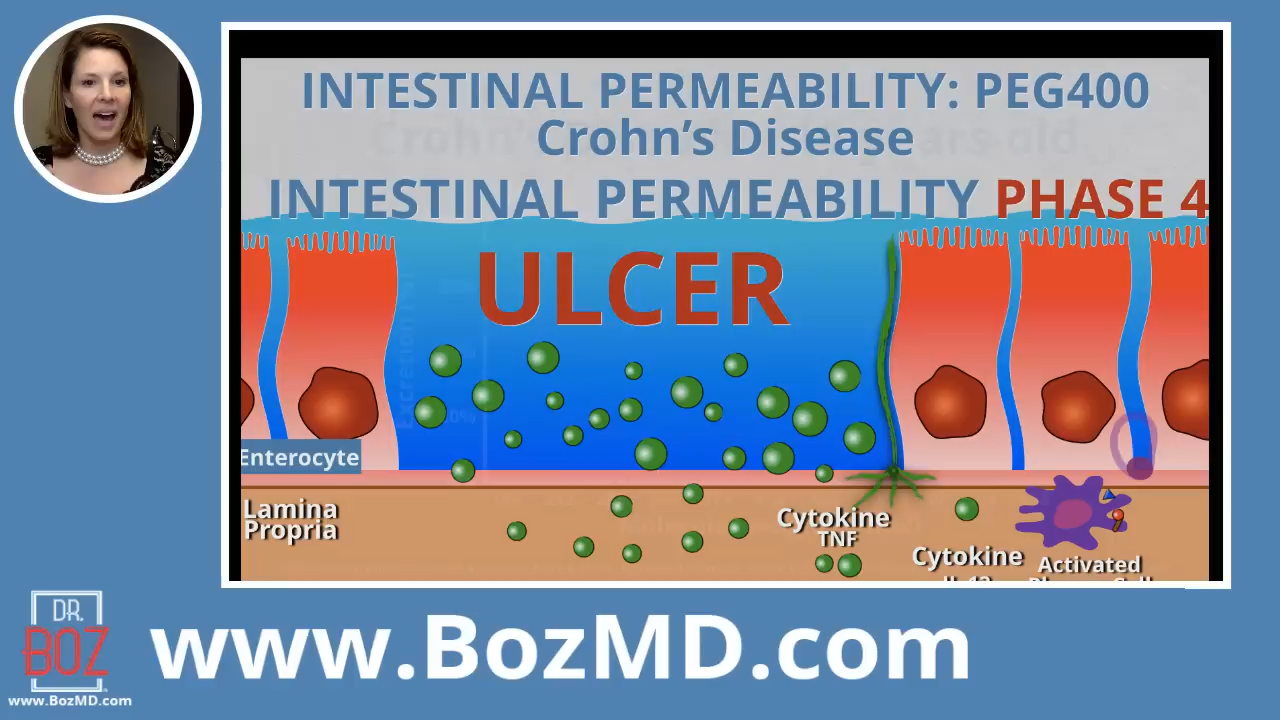 INTESTINAL PERMEABILITY: PEG400
Crohn's Disease
INTESTINAL PERMEABILITY PHASE 4
ULCER
Enterocyte
Lamina
Propria
Cytokine
TNF
Cytokine
Activated
DR.
BOZ
www.BozMD.com
www.BozMD.com